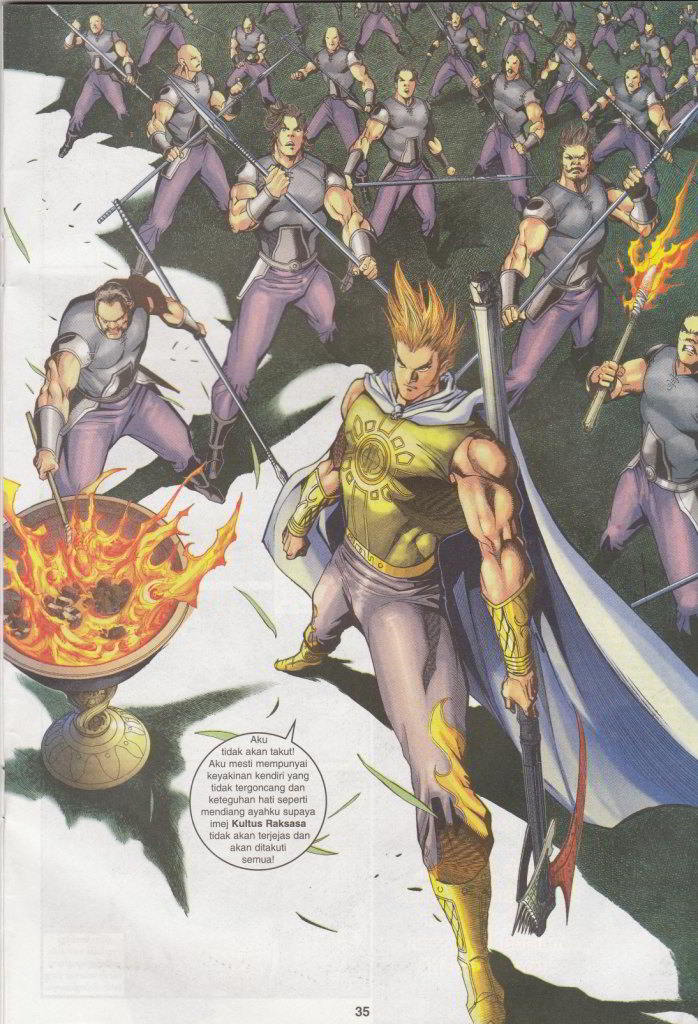 Aku
tidak akan takut!
Aku mesti mempunyai
keyakinan kendiri yang
tidak tergoncang dan
keteguhan hati seperti
mendiang ayahku supaya
imej Kultus Raksasa
tidak akan terjejas dan
akan ditakuti
semua!
35